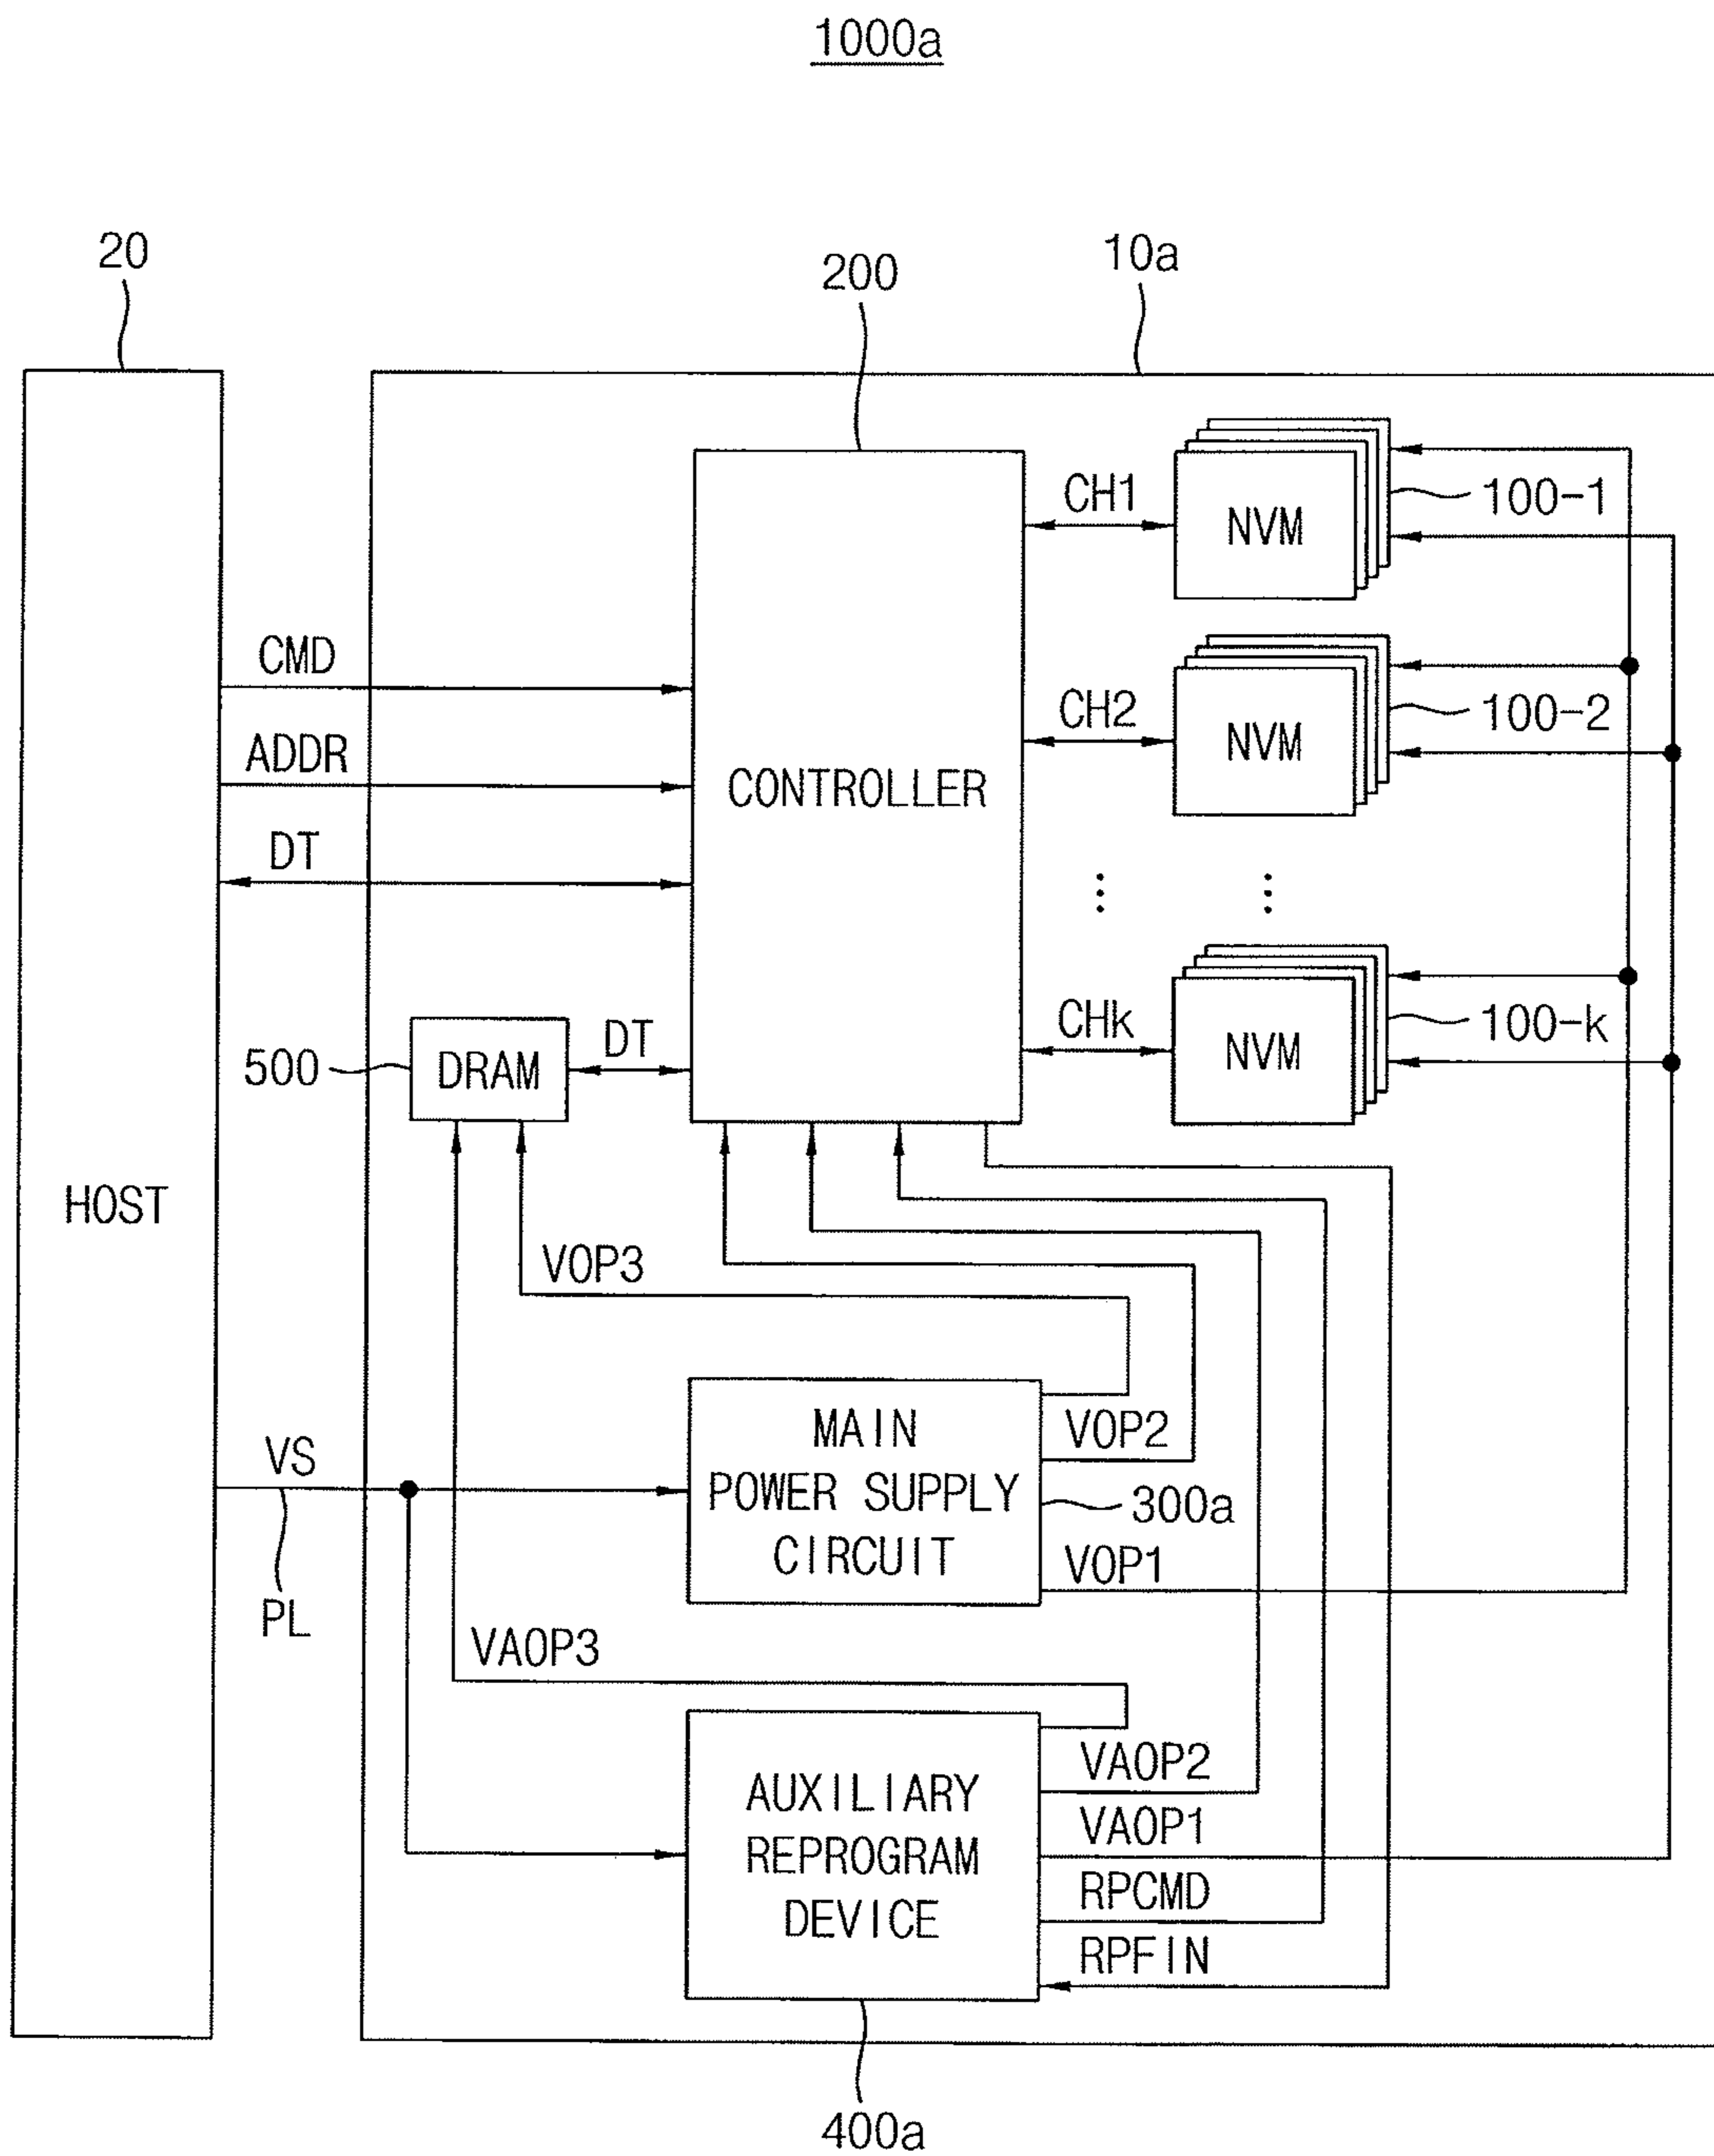 1000a
20
10a
200
CH1
NVM
100-1
CMD
CH2
NVM
100-2
ADDR
CONTROLLER
DT
CHk
NVM
100-k
500
DRAM
DT
HOST
VOP3
MAIN
POWER SUPPLY
CIRCUIT
VOP2
VS
300a
VOP1
PL
VAOP3
VAOP2
AUXILIARY
REPROGRAM
DEVICE
VAOP1
RPCMD
RPFIN
400a